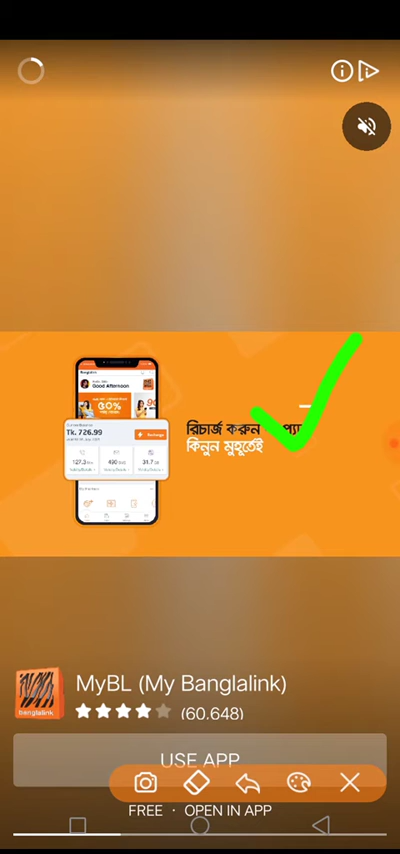 Banglalink
Good Afternoon
৫০%
Tk. 726.99
Recharge
রিচার্জ করুন
কিনুন মুহূর্তেই
MyBL (My Banglalink)
banglalink
(60.648)
USE APP
FREE · OPEN IN APP